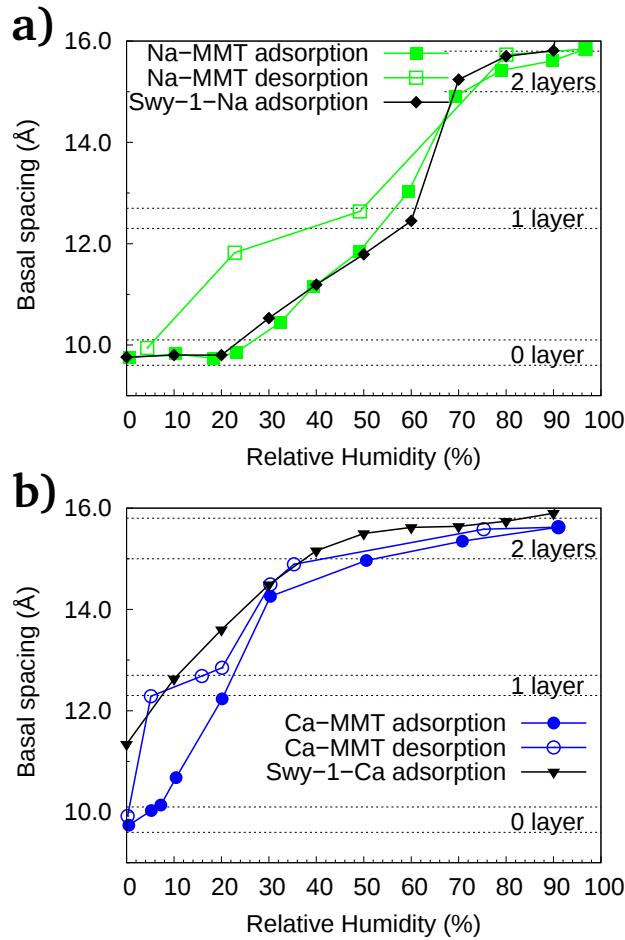 a)
16.0
14.0
12.0
10.0
Basal spacing (Å)
Na−MMT adsorption
Na−MMT desorption
Swy−1−Na adsorption
2 layers
1 layer
0 layer
0 10 20 30 40 50 60 70 80 90 100
Relative Humidity (%)
b)
16.0
14.0
12.0
10.0
Basal spacing (Å)
2 layers
1 layer
Ca−MMT adsorption
Ca−MMT desorption
Swy−1−Ca adsorption
0 layer
0 10 20 30 40 50 60 70 80 90 100
Relative Humidity (%)